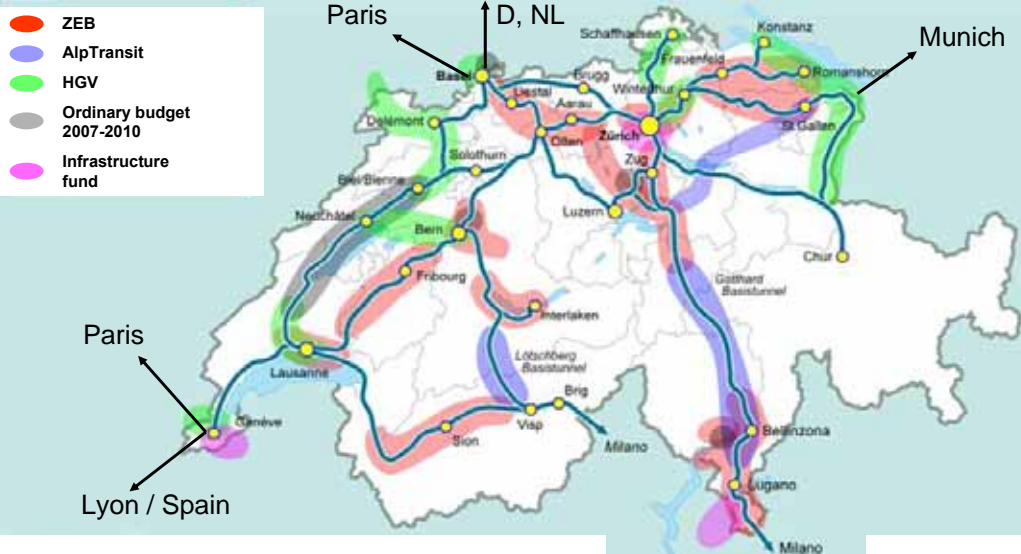 Paris
D, NL
Munich
ZEB
AlpTransit
HGV
Ordinary budget
2007-2010
Infrastructure
fund
Schaffhausen
Konstanz
Basel
Frauenfeld
Romanshorn
Liestal
Brugg
Winterthur
Delémont
Aarau
Zürich
St.Gallen
Olten
Solothurn
Zug
Biel/Bienne
Luzern
Neuchâtel
Bern
Chur
Fribourg
Gotthard
Basistunnel
Interlaken
Paris
Lötschberg
Basistunnel
Lausanne
Brig
Genève
Visp
Sion
Milano
Bellinzona
Lyon / Spain
Lugano
Milano